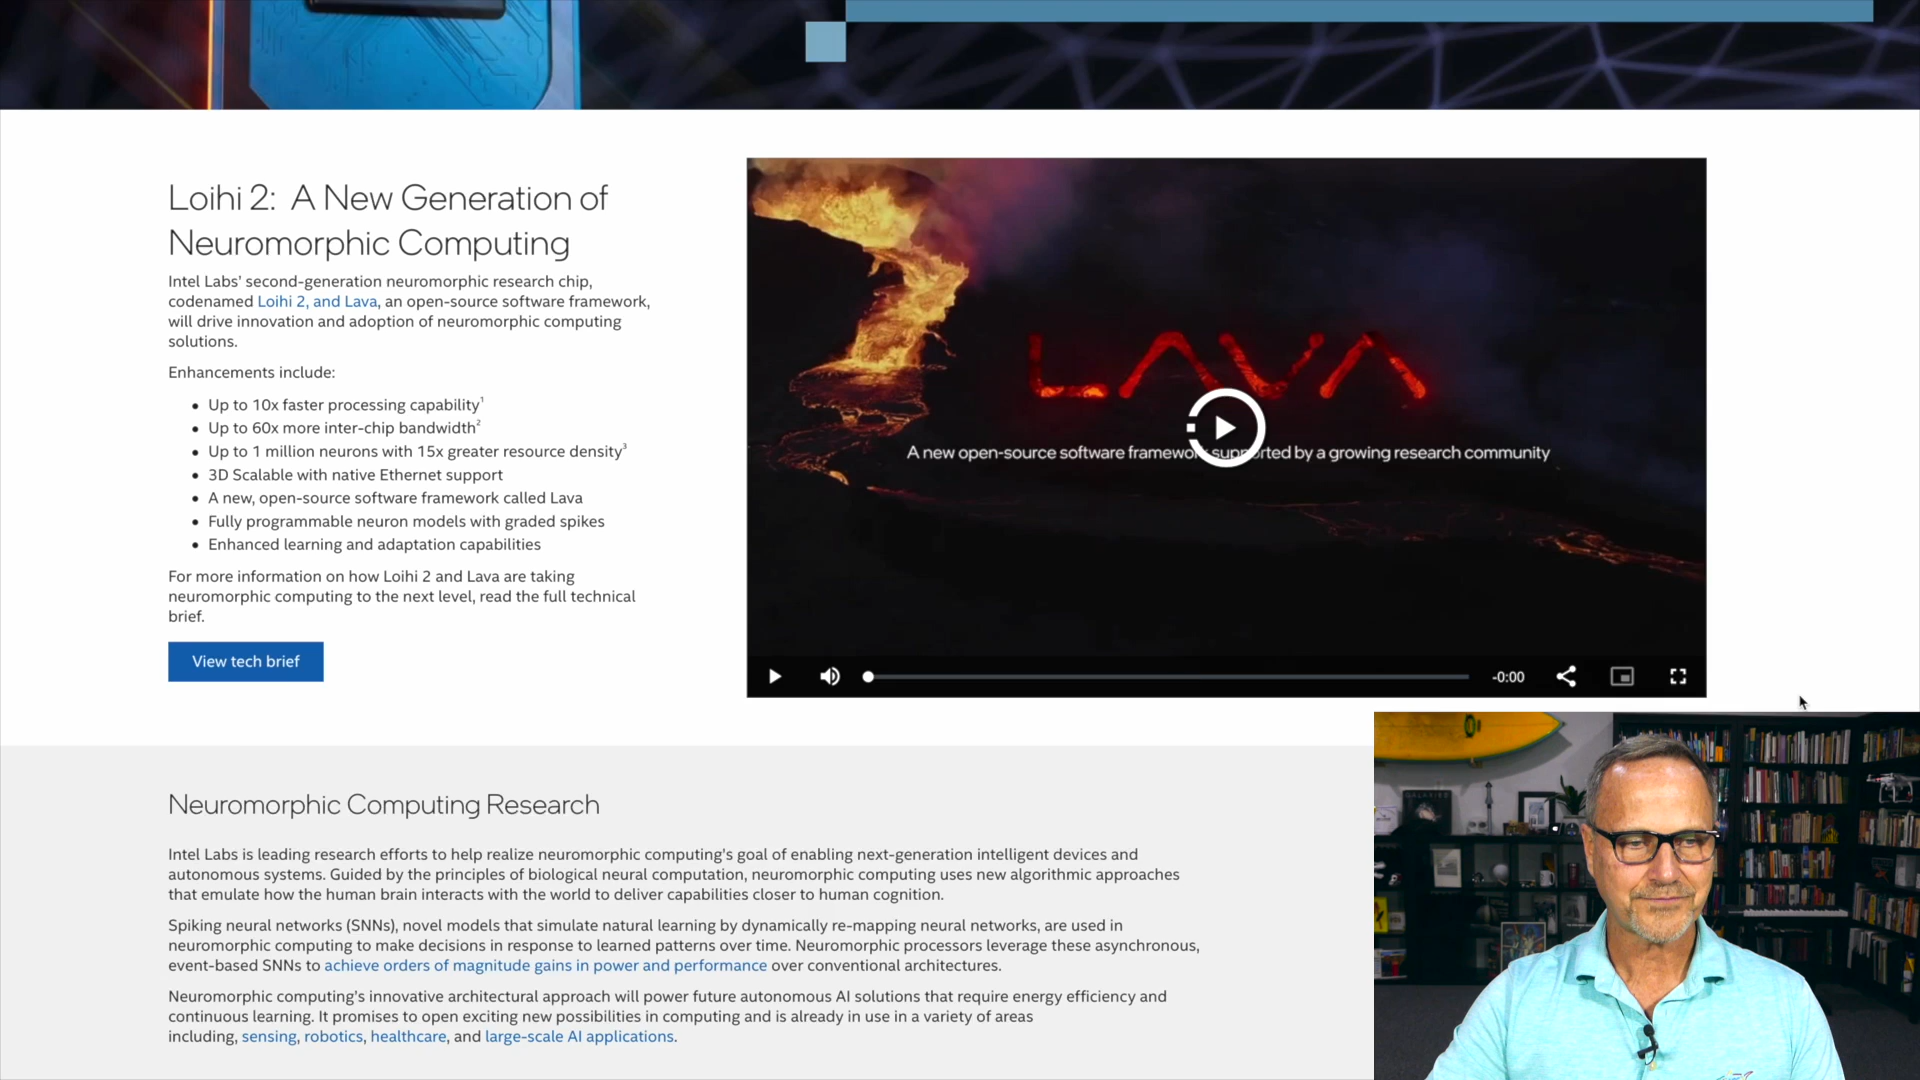 Loihi 2:  A New Generation of
Neuromorphic Computing
Intel Labs' second-generation neuromorphic research chip,
codenamed Loihi 2, and Lava, an open-source software framework,
will drive innovation and adoption of neuromorphic computing
solutions.
Enhancements include:
• Up to 10x faster processing capability¹
• Up to 60x more inter-chip bandwidth²
• Up to 1 million neurons with 15x greater resource density³
• 3D Scalable with native Ethernet support
• A new, open-source software framework called Lava
• Fully programmable neuron models with graded spikes
• Enhanced learning and adaptation capabilities
For more information on how Loihi 2 and Lava are taking
neuromorphic computing to the next level, read the full technical
brief.
View tech brief
LAVA
A new open-source software framework supported by a growing research community
-0:00
Neuromorphic Computing Research
Intel Labs is leading research efforts to help realize neuromorphic computing's goal of enabling next-generation intelligent devices and
autonomous systems. Guided by the principles of biological neural computation, neuromorphic computing uses new algorithmic approaches
that emulate how the human brain interacts with the world to deliver capabilities closer to human cognition.
Spiking neural networks (SNNs), novel models that simulate natural learning by dynamically re-mapping neural networks, are used in
neuromorphic computing to make decisions in response to learned patterns over time. Neuromorphic processors leverage these asynchronous,
event-based SNNs to achieve orders of magnitude gains in power and performance over conventional architectures.
Neuromorphic computing's innovative architectural approach will power future autonomous AI solutions that require energy efficiency and
continuous learning. It promises to open exciting new possibilities in computing and is already in use in a variety of areas
including, sensing, robotics, healthcare, and large-scale AI applications.